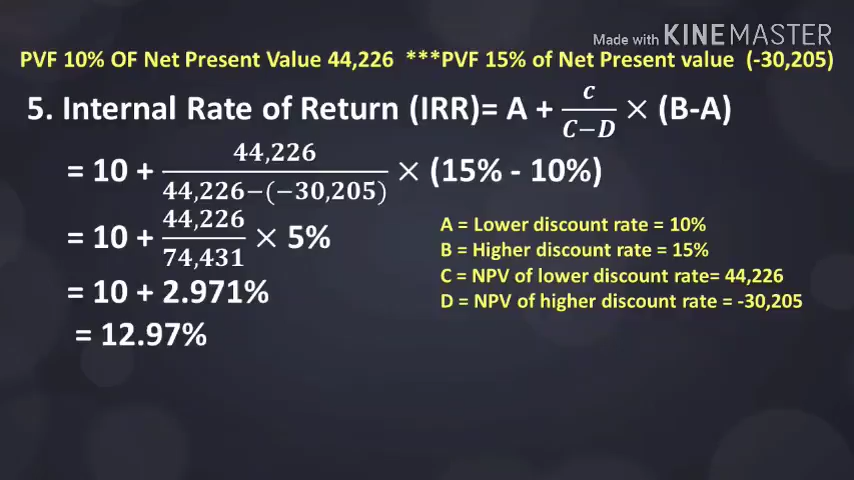 Made with KINEMASTER
PVF 10% OF Net Present Value 44,226 ***PVF 15% of Net Present value (-30,205)
5. Internal Rate of Return (IRR)= A + c/(C−D) × (B-A)
= 10 + 44,226/(44,226−(−30,205)) × (15% - 10%)
= 10 + 44,226/74,431 × 5%
= 10 + 2.971%
= 12.97%
A = Lower discount rate = 10%
B = Higher discount rate = 15%
C = NPV of lower discount rate= 44,226
D = NPV of higher discount rate = -30,205